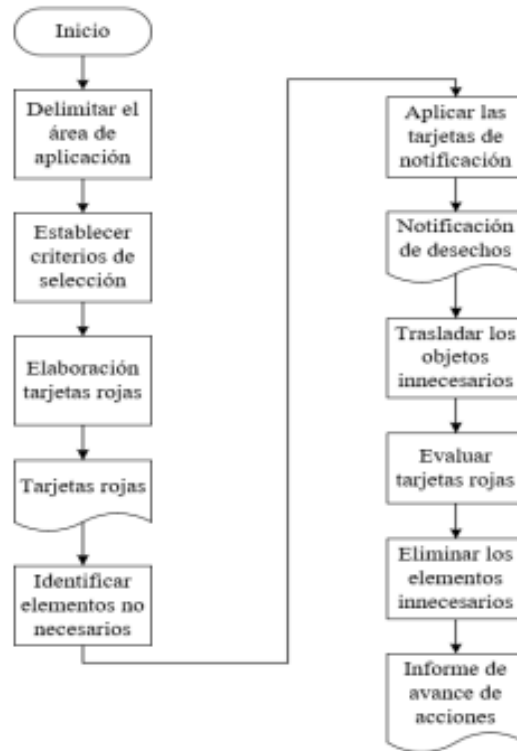 Inicio
Delimitar el
área de
aplicación
Establecer
criterios de
selección
Elaboración
tarjetas rojas
Tarjetas rojas
Identificar
elementos no
necesarios
Aplicar las
tarjetas de
notificación
Notificación
de desechos
Trasladar los
objetos
innecesarios
Evaluar
tarjetas rojas
Eliminar los
elementos
innecesarios
Informe de
avance de
acciones